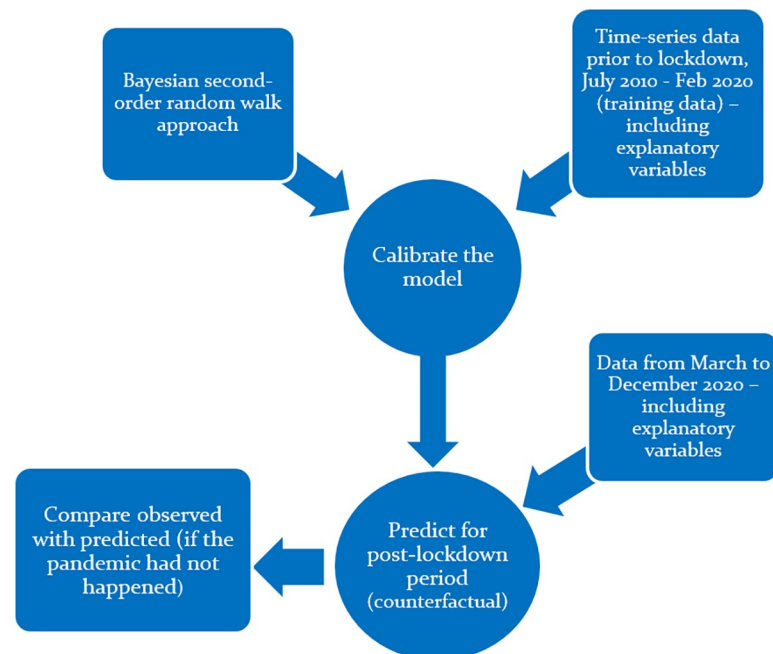 Bayesian second-
order random walk
approach
Time-series data
prior to lockdown,
July 2010 - Feb 2020
(training data) –
including
explanatory
variables
Calibrate the
model
Data from March to
December 2020 –
including
explanatory
variables
Predict for
post-lockdown
period
(counterfactual)
Compare observed
with predicted (if the
pandemic had not
happened)